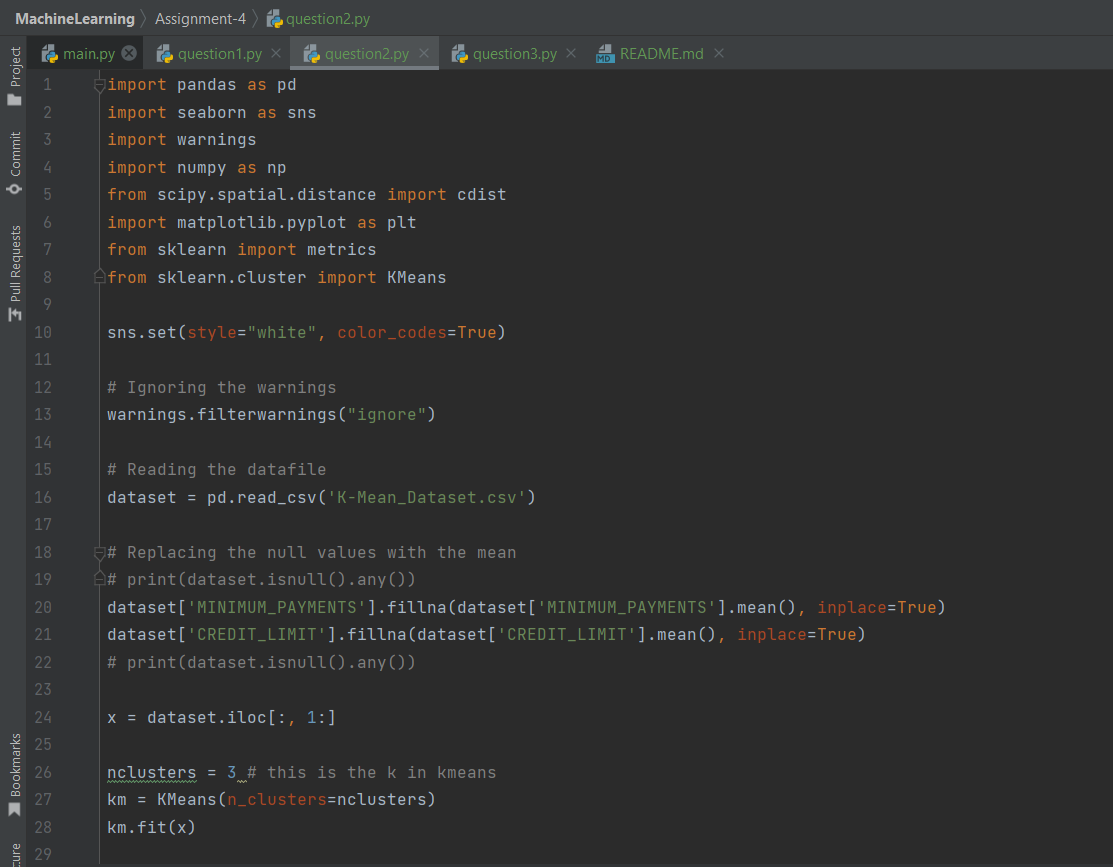 MachineLearning Assignment-4 question2.py
main.py question1.py question2.py question3.py README.md
Project
Commit
Pull Requests
Bookmarks
1 import pandas as pd
2 import seaborn as sns
3 import warnings
4 import numpy as np
5 from scipy.spatial.distance import cdist
6 import matplotlib.pyplot as plt
7 from sklearn import metrics
8 from sklearn.cluster import KMeans
9
10 sns.set(style="white", color_codes=True)
11
12 # Ignoring the warnings
13 warnings.filterwarnings("ignore")
14
15 # Reading the datafile
16 dataset = pd.read_csv('K-Mean_Dataset.csv')
17
18 # Replacing the null values with the mean
19 # print(dataset.isnull().any())
20 dataset['MINIMUM_PAYMENTS'].fillna(dataset['MINIMUM_PAYMENTS'].mean(), inplace=True)
21 dataset['CREDIT_LIMIT'].fillna(dataset['CREDIT_LIMIT'].mean(), inplace=True)
22 # print(dataset.isnull().any())
23
24 x = dataset.iloc[:, 1:]
25
26 nclusters = 3 # this is the k in kmeans
27 km = KMeans(n_clusters=nclusters)
28 km.fit(x)
29